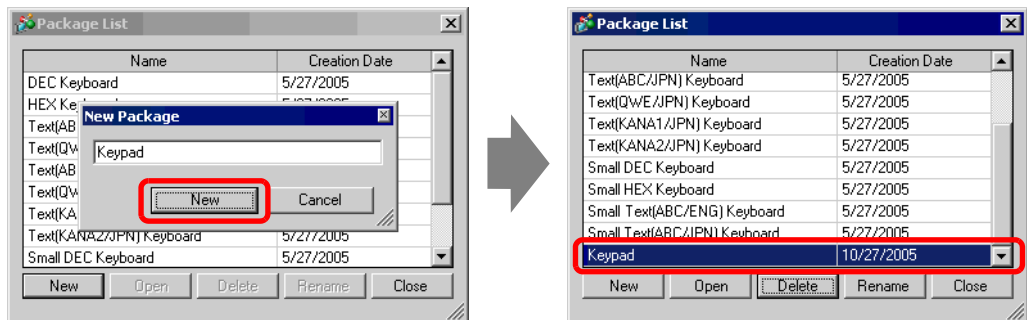 Package List
Name Creation Date
DEC Keyboard 5/27/2005
HEX Ke
Text(AB
Text(QW
Text(AB
Text(QW
Text(KA
Text(KANA2/JPN) Keyboard 5/27/2005
Small DEC Keyboard 5/27/2005
New Package
Keypad
New Cancel
New Open Delete Rename Close
Package List
Name Creation Date
Text(ABC/JPN) Keyboard 5/27/2005
Text(QWE/JPN) Keyboard 5/27/2005
Text(KANA1/JPN) Keyboard 5/27/2005
Text(KANA2/JPN) Keyboard 5/27/2005
Small DEC Keyboard 5/27/2005
Small HEX Keyboard 5/27/2005
Small Text(ABC/ENG) Keyboard 5/27/2005
Small Text(ABC/JPN) Keyboard 5/27/2005
Keypad 10/27/2005
New Open Delete Rename Close